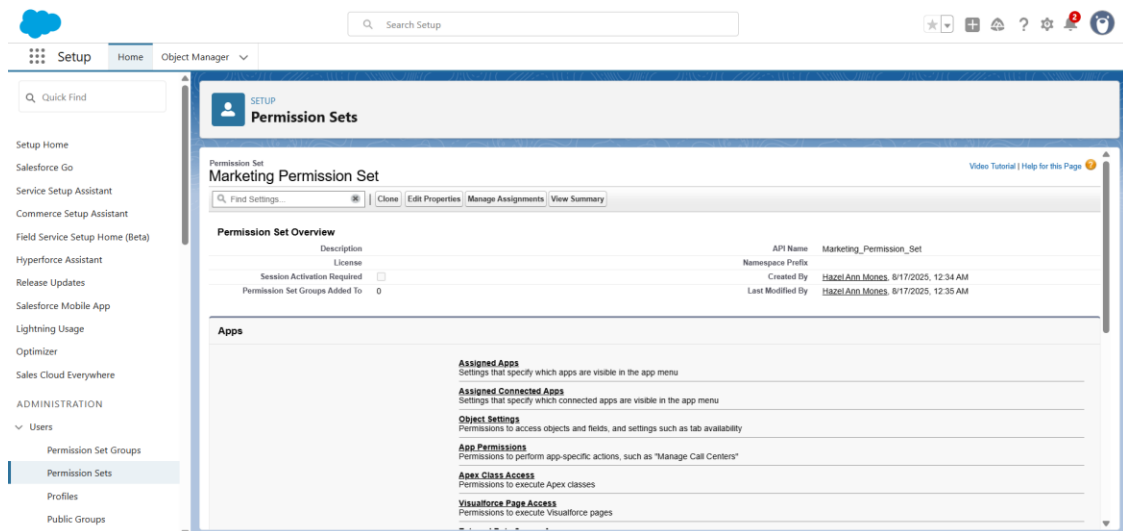 Search Setup
2
Setup
Home
Object Manager
Quick Find
Setup Home
Salesforce Go
Service Setup Assistant
Commerce Setup Assistant
Field Service Setup Home (Beta)
Hyperforce Assistant
Release Updates
Salesforce Mobile App
Lightning Usage
Optimizer
Sales Cloud Everywhere
ADMINISTRATION
Users
Permission Set Groups
Permission Sets
Profiles
Public Groups
SETUP
Permission Sets
Permission Set
Marketing Permission Set
Video Tutorial | Help for this Page
Find Settings...
Clone
Edit Properties
Manage Assignments
View Summary
Permission Set Overview
Description
API Name Marketing_Permission_Set
License
Namespace Prefix
Session Activation Required
Created By Hazel Ann Mones, 8/17/2025, 12:34 AM
Permission Set Groups Added To 0
Last Modified By Hazel Ann Mones, 8/17/2025, 12:35 AM
Apps
Assigned Apps
Settings that specify which apps are visible in the app menu
Assigned Connected Apps
Settings that specify which connected apps are visible in the app menu
Object Settings
Permissions to access objects and fields, and settings such as tab availability
App Permissions
Permissions to perform app-specific actions, such as "Manage Call Centers"
Apex Class Access
Permissions to execute Apex classes
Visualforce Page Access
Permissions to execute Visualforce pages